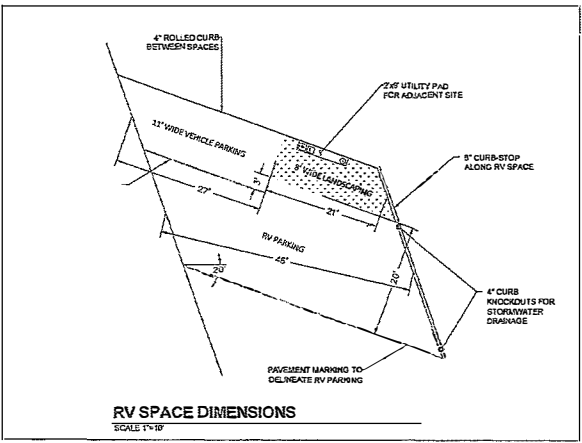 4" ROLLED CURB
BETWEEN SPACES
2'x5' UTILITY PAD
FOR ADJACENT SITE
11' WIDE VEHICLE PARKING
8' WIDE LANDSCAPING
5" CURB-STOP
ALONG RV SPACE
3'
27'
21'
RV PARKING
45'
20'
20°
4" CURB
KNOCKOUTS FOR
STORMWATER
DRAINAGE
PAVEMENT MARKING TO
DELINEATE RV PARKING
RV SPACE DIMENSIONS
SCALE 1"=10'